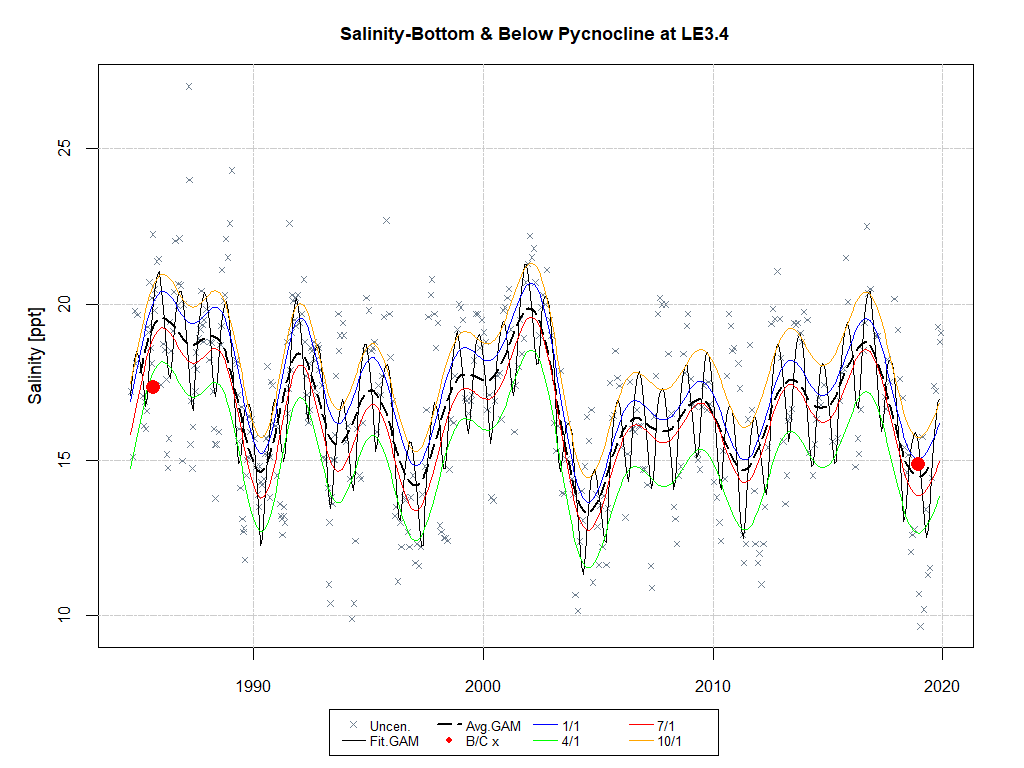 Salinity-Bottom & Below Pycnocline at LE3.4
Salinity [ppt]
25
20
15
10
1990 2000 2010 2020
Uncen. Avg.GAM 1/1 7/1
Fit.GAM B/C x 4/1 10/1